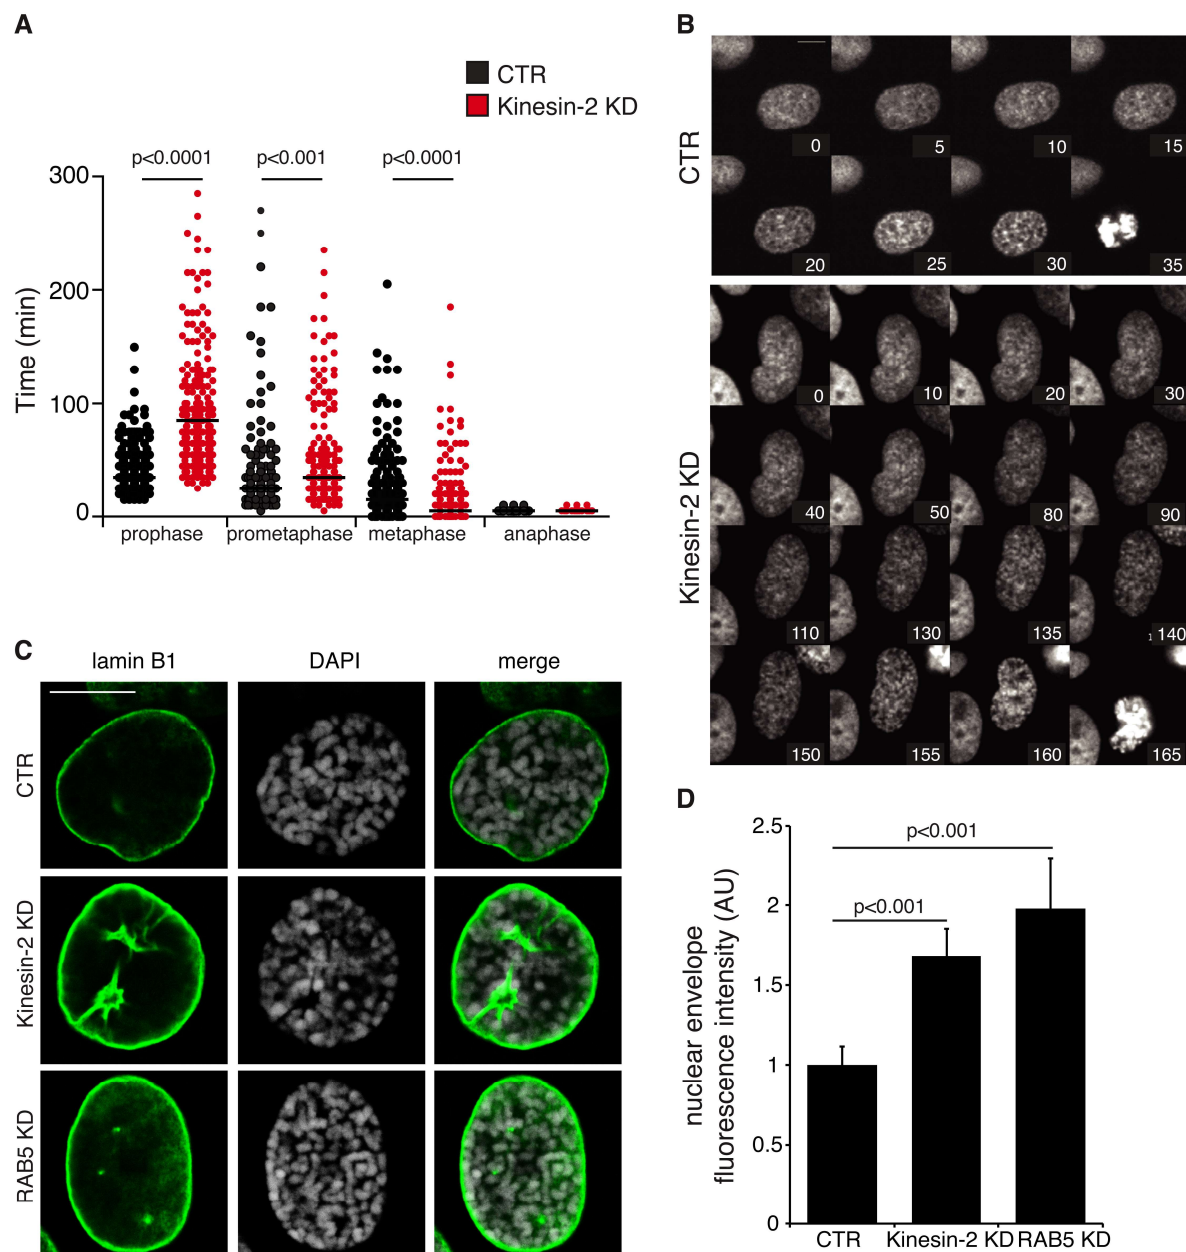 A
CTR
Kinesin-2 KD
p<0.0001
p<0.001
p<0.0001
Time (min)
300
200
100
0
prophase
prometaphase
metaphase
anaphase
B
CTR
0
5
10
15
20
25
30
35
Kinesin-2 KD
0
10
20
30
40
50
80
90
110
130
135
140
150
155
160
165
C
lamin B1
DAPI
merge
CTR
Kinesin-2 KD
RAB5 KD
D
nuclear envelope
fluorescence intensity (AU)
2.5
2
1.5
1
0.5
0
p<0.001
p<0.001
CTR
Kinesin-2 KD
RAB5 KD